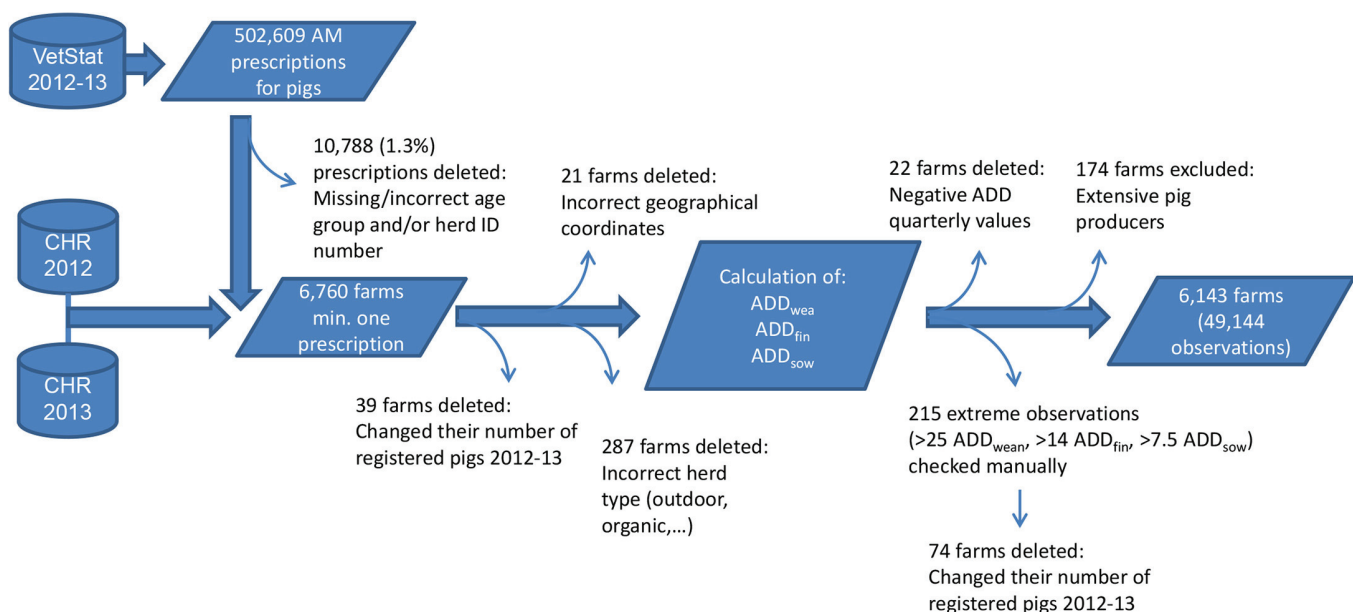 VetStat
2012-13
502,609 AM
prescriptions
for pigs
10,788 (1.3%)
prescriptions deleted:
Missing/incorrect age
group and/or herd ID
number
CHR
2012
CHR
2013
6,760 farms
min. one
prescription
21 farms deleted:
Incorrect geographical
coordinates
39 farms deleted:
Changed their number of
registered pigs 2012-13
287 farms deleted:
Incorrect herd
type (outdoor,
organic,...)
Calculation of:
ADDwea
ADDfin
ADDsow
22 farms deleted:
Negative ADD
quarterly values
174 farms excluded:
Extensive pig
producers
215 extreme observations
(>25 ADDwean, >14 ADDfin, >7.5 ADDsow)
checked manually
74 farms deleted:
Changed their number of
registered pigs 2012-13
6,143 farms
(49,144
observations)